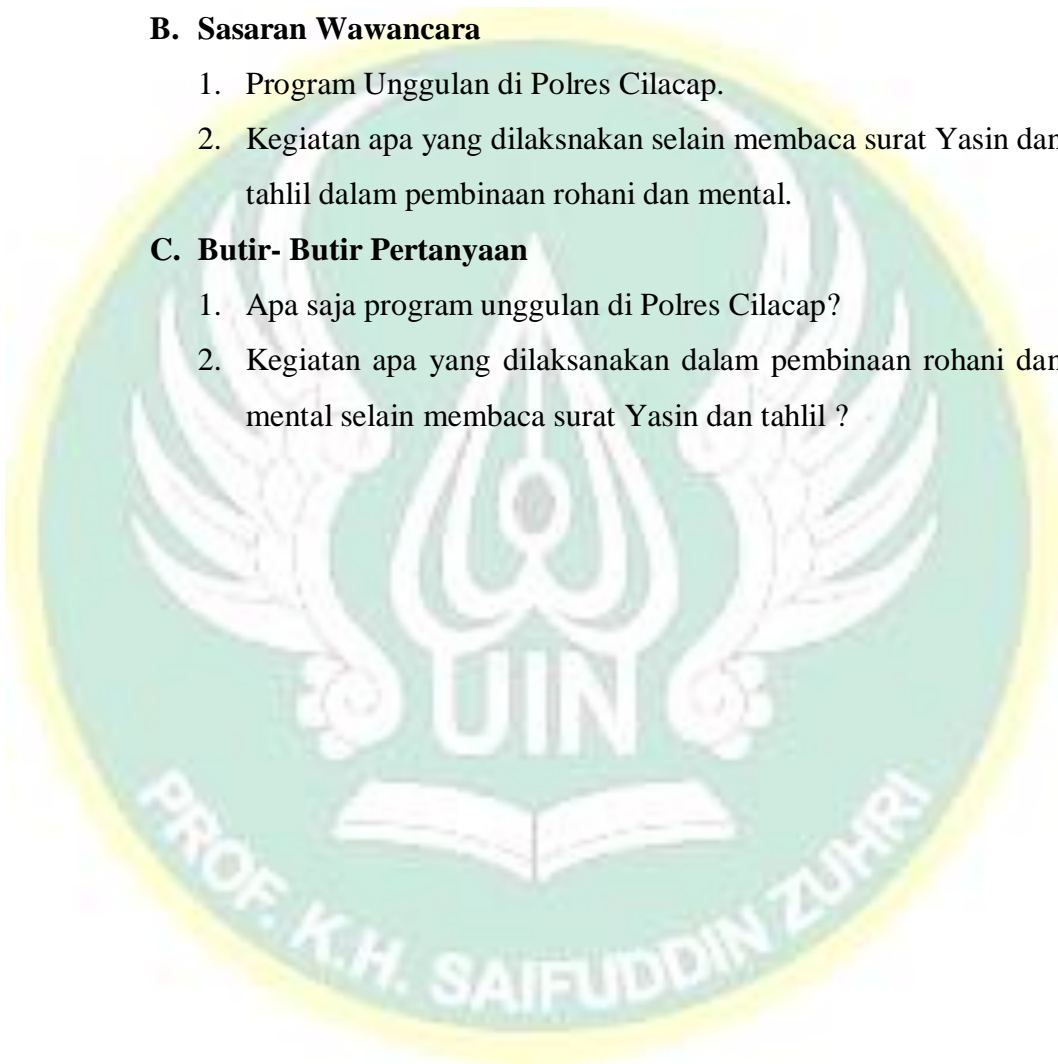 B. Sasaran Wawancara
1. Program Unggulan di Polres Cilacap.
2. Kegiatan apa yang dilaksnakan selain membaca surat Yasin dan
tahlil dalam pembinaan rohani dan mental.
C. Butir- Butir Pertanyaan
1. Apa saja program unggulan di Polres Cilacap?
2. Kegiatan apa yang dilaksanakan dalam pembinaan rohani dan
mental selain membaca surat Yasin dan tahlil ?
UIN
PROF. K.H. SAIFUDDIN ZUHRI